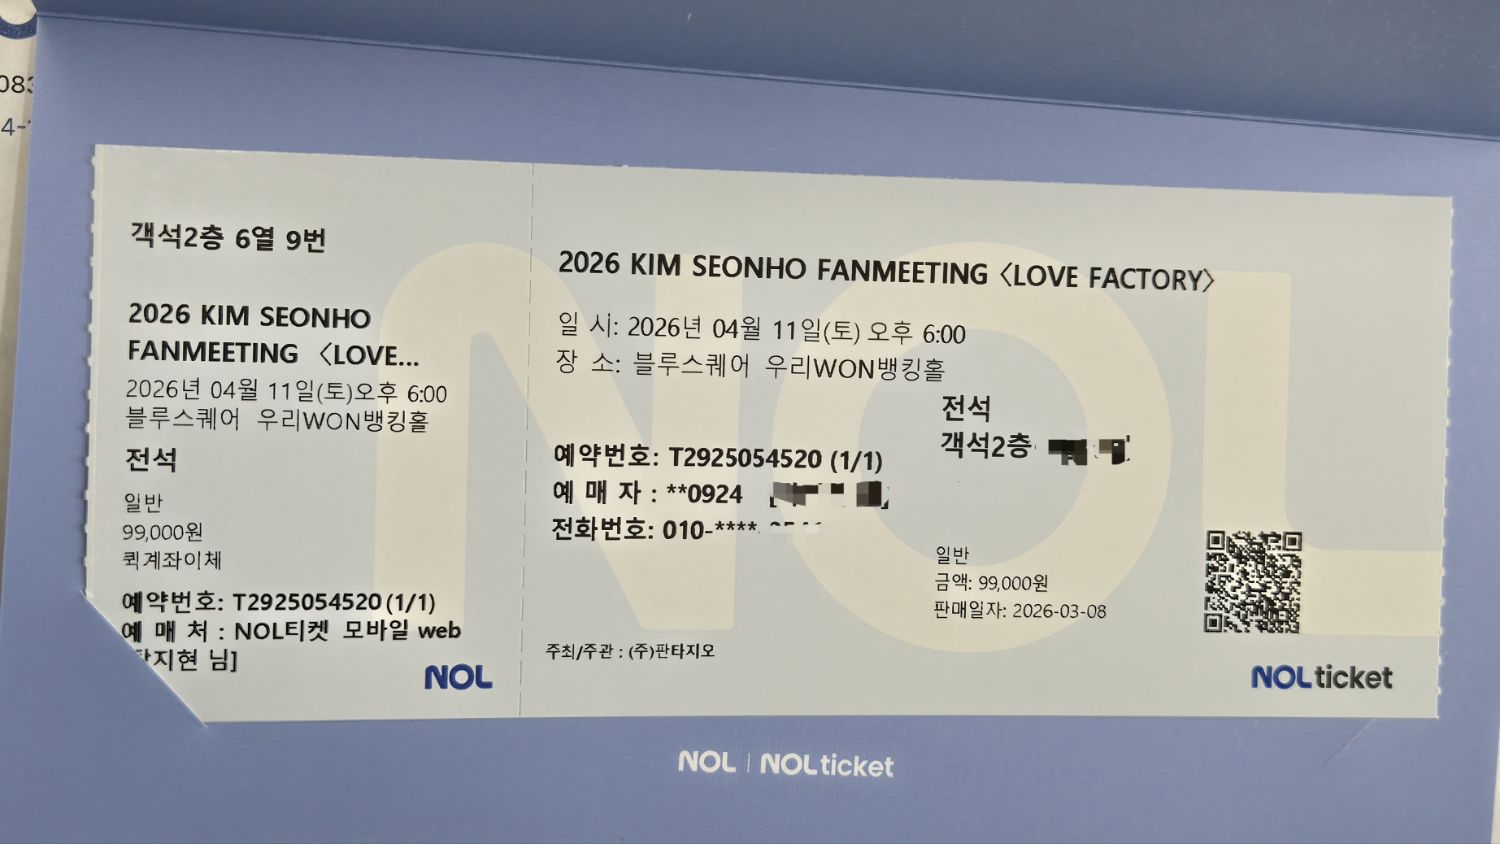 083
4-
객석2층 6열 9번
2026 KIM SEONHO
FANMEETING 〈LOVE...
2026년 04월 11일(토)오후 6:00
블루스퀘어 우리WON뱅킹홀
전석
일반
99,000원
퀵계좌이체
예약번호: T2925054520 (1/1)
예 매 처 : NOL티켓 모바일 web
지현 님]
NOL
2026 KIM SEONHO FANMEETING 〈LOVE FACTORY〉
일 시: 2026년 04월 11일(토) 오후 6:00
장 소: 블루스퀘어 우리WON뱅킹홀
전석
객석2층
예약번호: T2925054520 (1/1)
예 매 자 : **0924
전화번호: 010-****
일반
금액: 99,000원
판매일자: 2026-03-08
주최/주관 : (주)판타지오
NOL ticket
NOL
NOL | NOL ticket